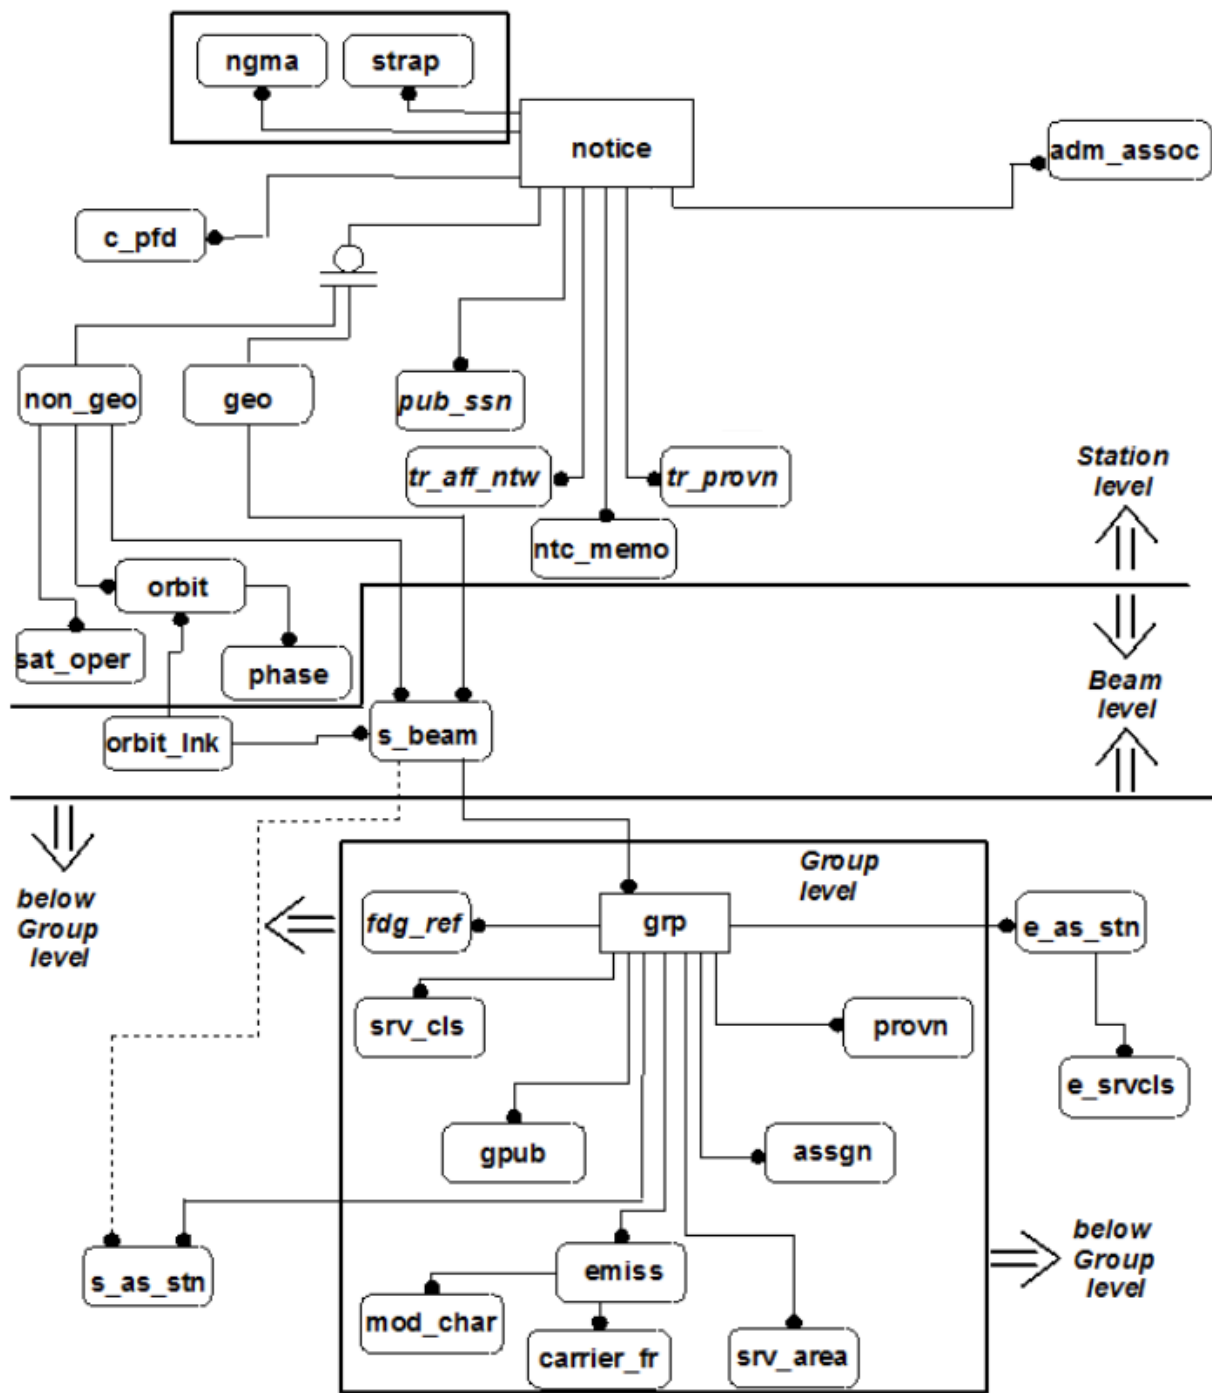 ngma
strap
notice
adm_assoc
c_pfd
non_geo
geo
pub_ssn
tr_aff_ntw
tr_provn
Station
level
ntc_memo
orbit
sat_oper
phase
Beam
level
orbit_lnk
s_beam
below
Group
level
Group
level
fdg_ref
grp
e_as_stn
srv_cls
provn
e_srvcls
gpub
assgn
s_as_stn
emiss
below
Group
level
mod_char
carrier_fr
srv_area